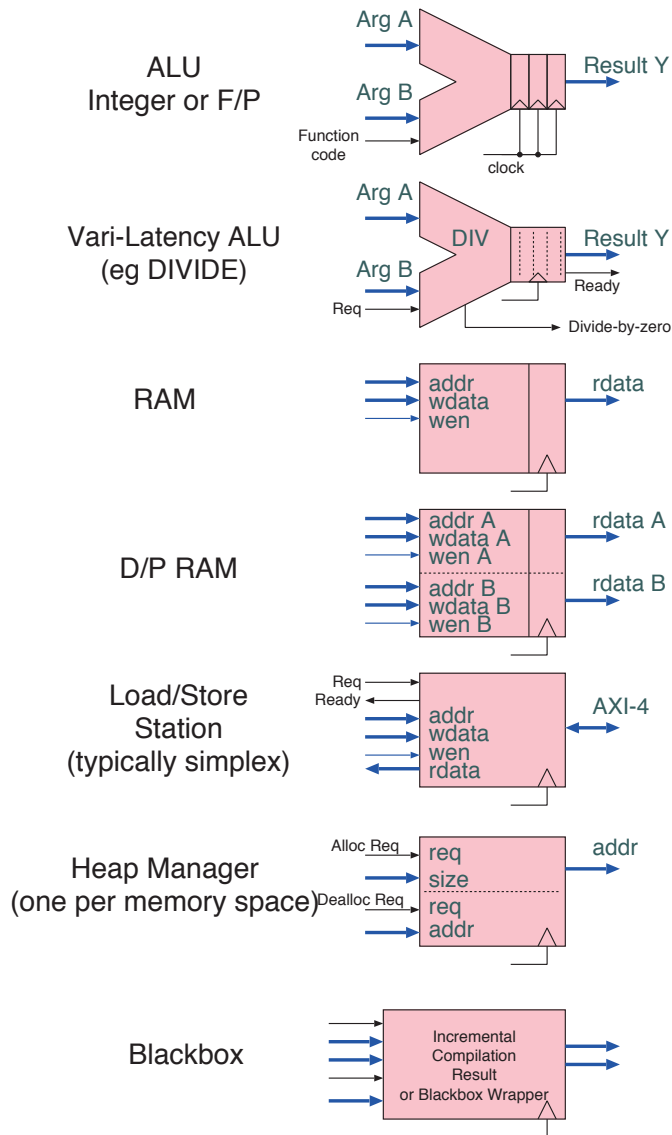 Arg A
ALU
Integer or F/P
Result Y
Arg B
Function
code
clock
Arg A
Vari-Latency ALU
(eg DIVIDE)
DIV
Result Y
Arg B
Ready
Req
Divide-by-zero
RAM
addr
wdata
wen
rdata
D/P RAM
addr A
wdata A
wen A
addr B
wdata B
wen B
rdata A
rdata B
Load/Store
Station
(typically simplex)
Req
Ready
addr
wdata
wen
rdata
AXI-4
Heap Manager
(one per memory space)
Alloc Req
Dealloc Req
req
size
req
addr
addr
Blackbox
Incremental
Compilation
Result
or Blackbox Wrapper